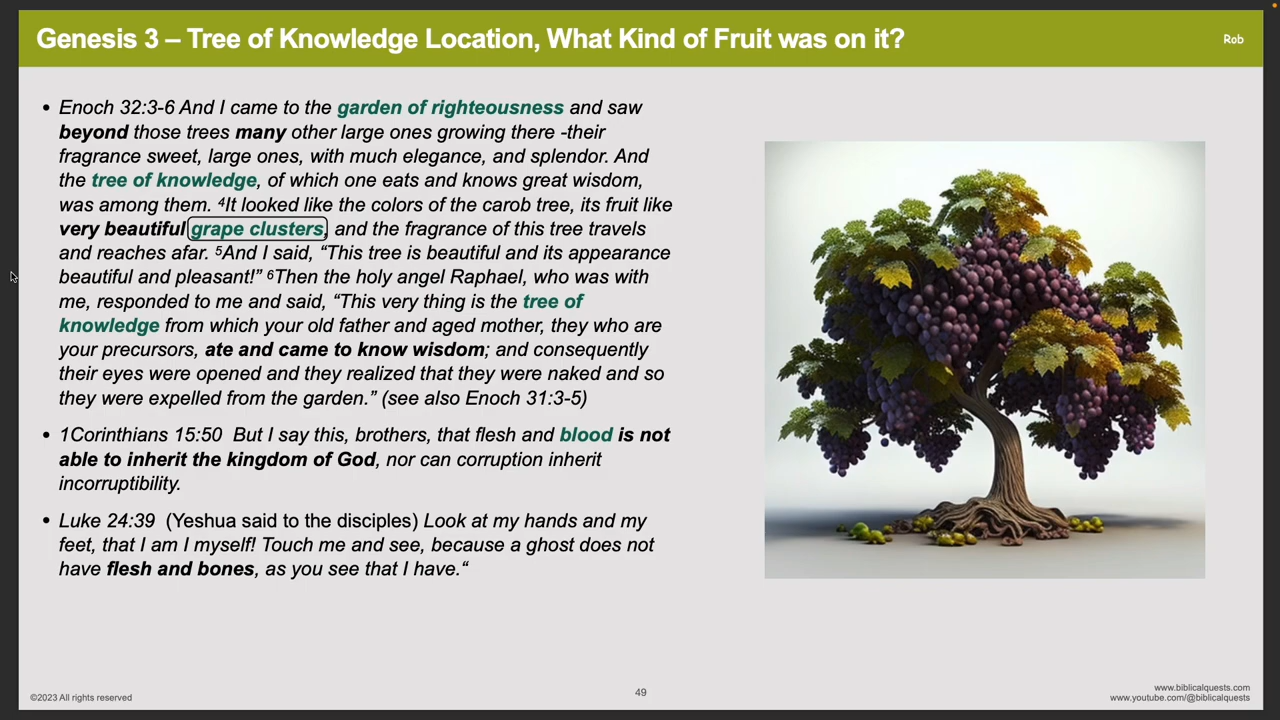 Genesis 3 – Tree of Knowledge Location, What Kind of Fruit was on it?
Rob
• Enoch 32:3-6 And I came to the garden of righteousness and saw
beyond those trees many other large ones growing there -their
fragrance sweet, large ones, with much elegance, and splendor. And
the tree of knowledge, of which one eats and knows great wisdom,
was among them. ⁴It looked like the colors of the carob tree, its fruit like
very beautiful grape clusters, and the fragrance of this tree travels
and reaches afar. ⁵And I said, “This tree is beautiful and its appearance
beautiful and pleasant!” ⁶Then the holy angel Raphael, who was with
me, responded to me and said, “This very thing is the tree of
knowledge from which your old father and aged mother, they who are
your precursors, ate and came to know wisdom; and consequently
their eyes were opened and they realized that they were naked and so
they were expelled from the garden.” (see also Enoch 31:3-5)
• 1Corinthians 15:50 But I say this, brothers, that flesh and blood is not
able to inherit the kingdom of God, nor can corruption inherit
incorruptibility.
• Luke 24:39 (Yeshua said to the disciples) Look at my hands and my
feet, that I am I myself! Touch me and see, because a ghost does not
have flesh and bones, as you see that I have.“
©2023 All rights reserved
49
www.biblicalquests.com
www.youtube.com/@biblicalquests